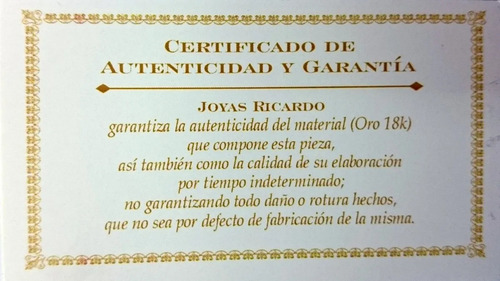 CERTIFICADO DE
AUTENTICIDAD Y GARANTÍA
JOYAS RICARDO
garantiza la autenticidad del material (Oro 18k)
que compone esta pieza,
así también como la calidad de su elaboración
por tiempo indeterminado;
no garantizando todo daño o rotura hechos,
que no sea por defecto de fabricación de la misma.